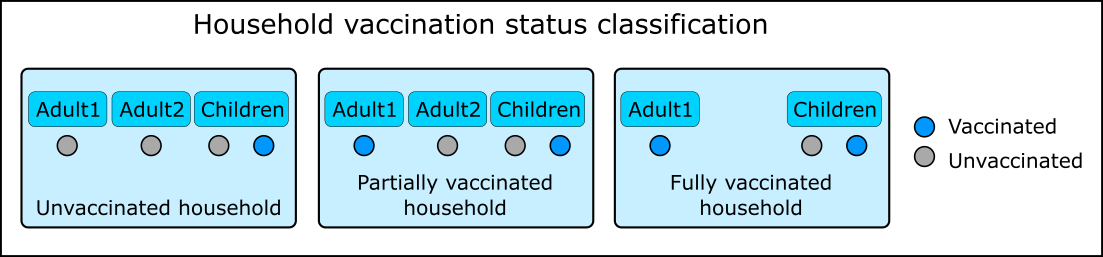 Household vaccination status classification
Adult1 Adult2 Children
Unvaccinated household
Adult1 Adult2 Children
Partially vaccinated
household
Adult1 Children
Fully vaccinated
household
Vaccinated
Unvaccinated